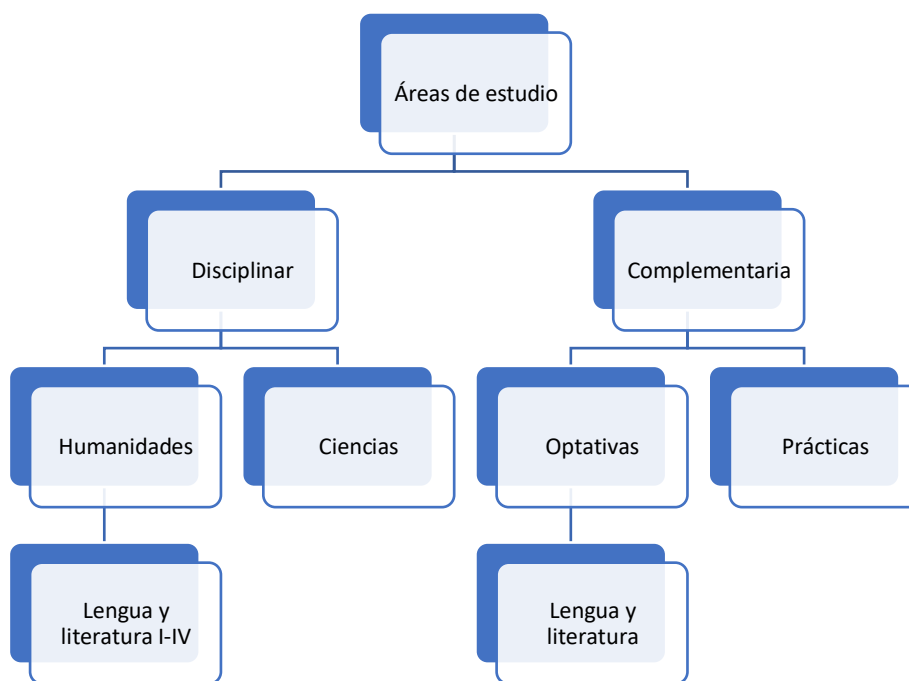 Áreas de estudio
Disciplinar
Complementaria
Humanidades
Ciencias
Optativas
Prácticas
Lengua y
literatura I-IV
Lengua y
literatura